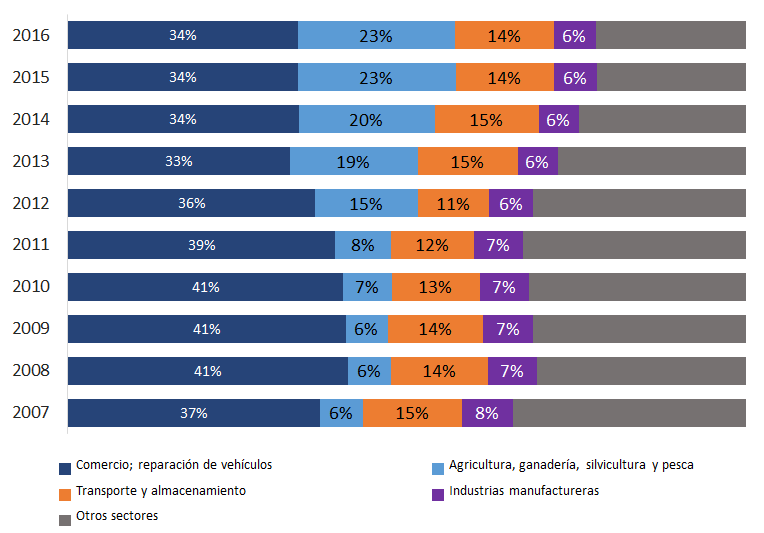 2016 34% 23% 14% 6%
2015 34% 23% 14% 6%
2014 34% 20% 15% 6%
2013 33% 19% 15% 6%
2012 36% 15% 11% 6%
2011 39% 8% 12% 7%
2010 41% 7% 13% 7%
2009 41% 6% 14% 7%
2008 41% 6% 14% 7%
2007 37% 6% 15% 8%
Comercio; reparación de vehículos Agricultura, ganadería, silvicultura y pesca
Transporte y almacenamiento Industrias manufactureras
Otros sectores